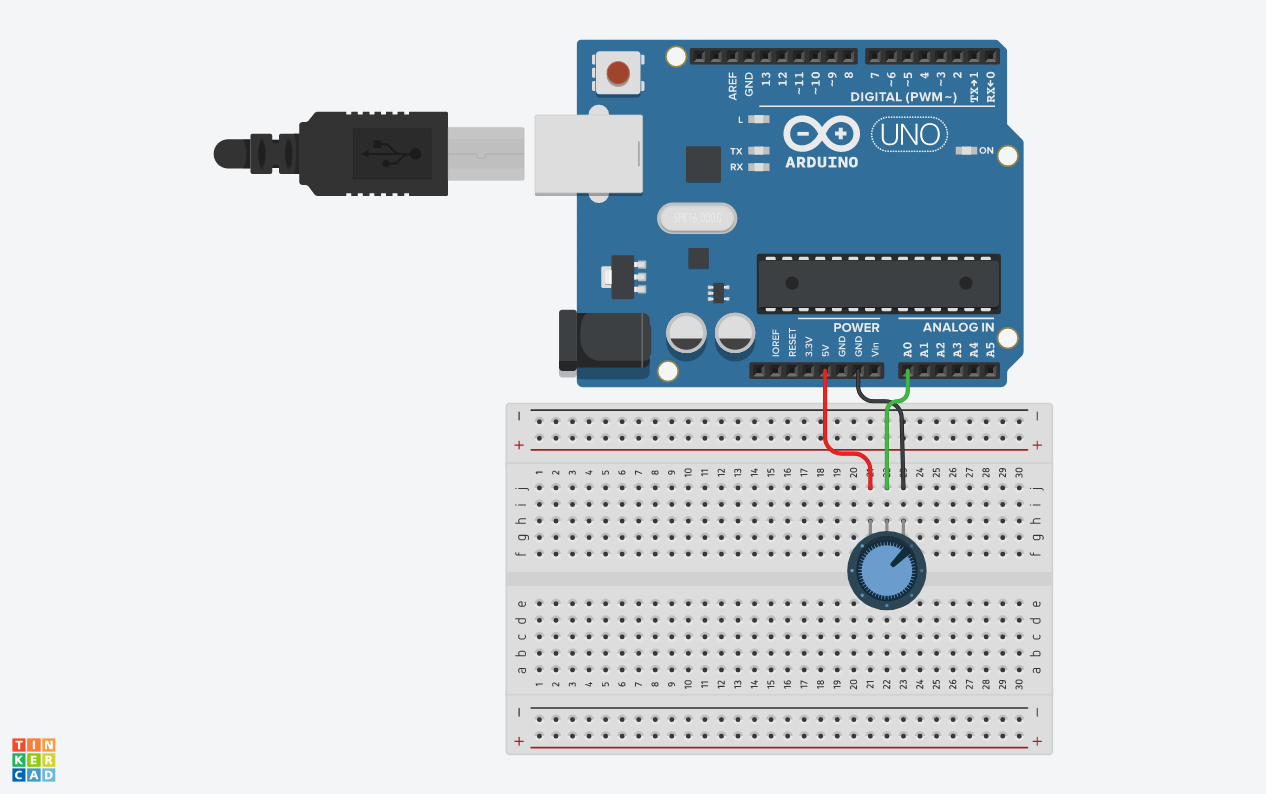 AREF
GND
13
12
~11
~10
~9
8
7
~6
~5
4
~3
2
TX→1
RX←0
DIGITAL (PWM~)
L
TX
RX
ARDUINO
UNO
ON
POWER
ANALOG IN
IOREF
RESET
3.3V
5V
GND
GND
Vin
A0
A1
A2
A3
A4
A5
1 2 3 4 5 6 7 8 9 10 11 12 13 14 15 16 17 18 19 20 21 22 23 24 25 26 27 28 29 30
j j
i i
h h
g g
f f
e e
d d
c c
b b
a a
1 2 3 4 5 6 7 8 9 10 11 12 13 14 15 16 17 18 19 20 21 22 23 24 25 26 27 28 29 30
TIN
KER
CAD